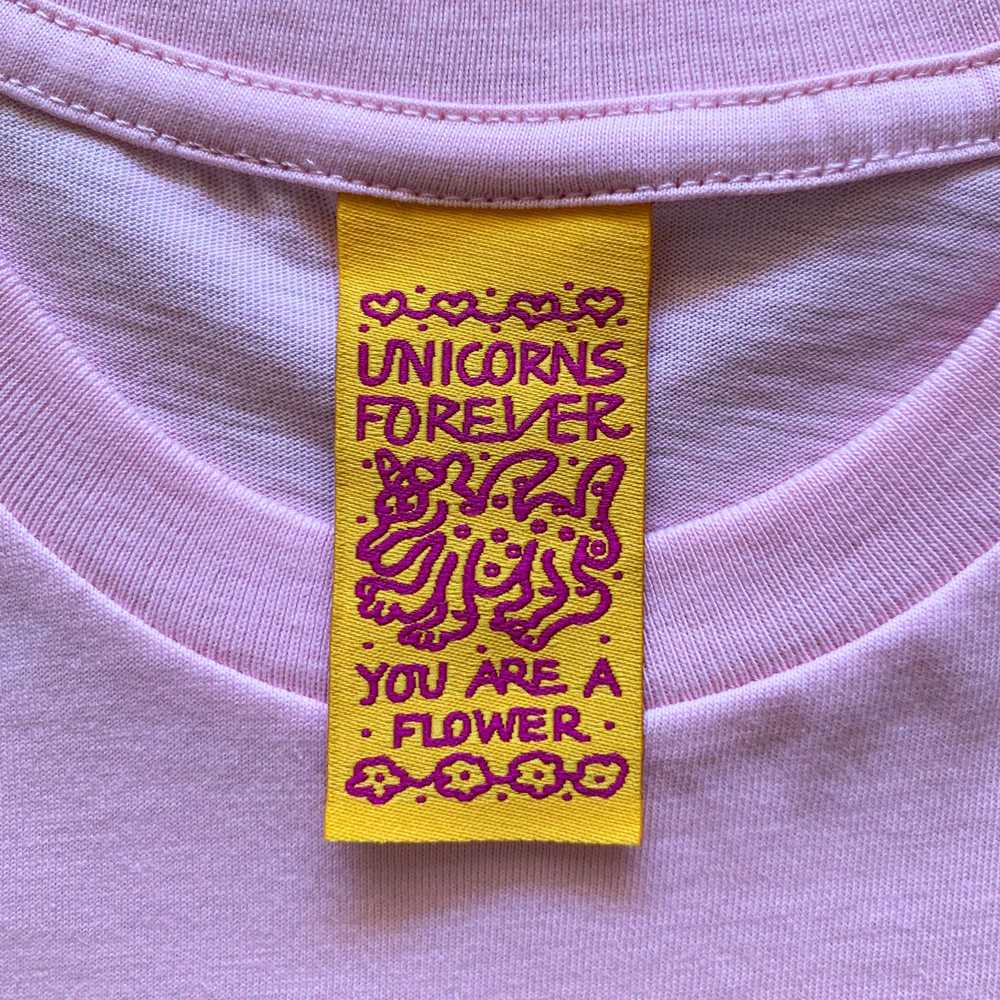 UNICORNS
FOREVER
YOU ARE A
• FLOWER •